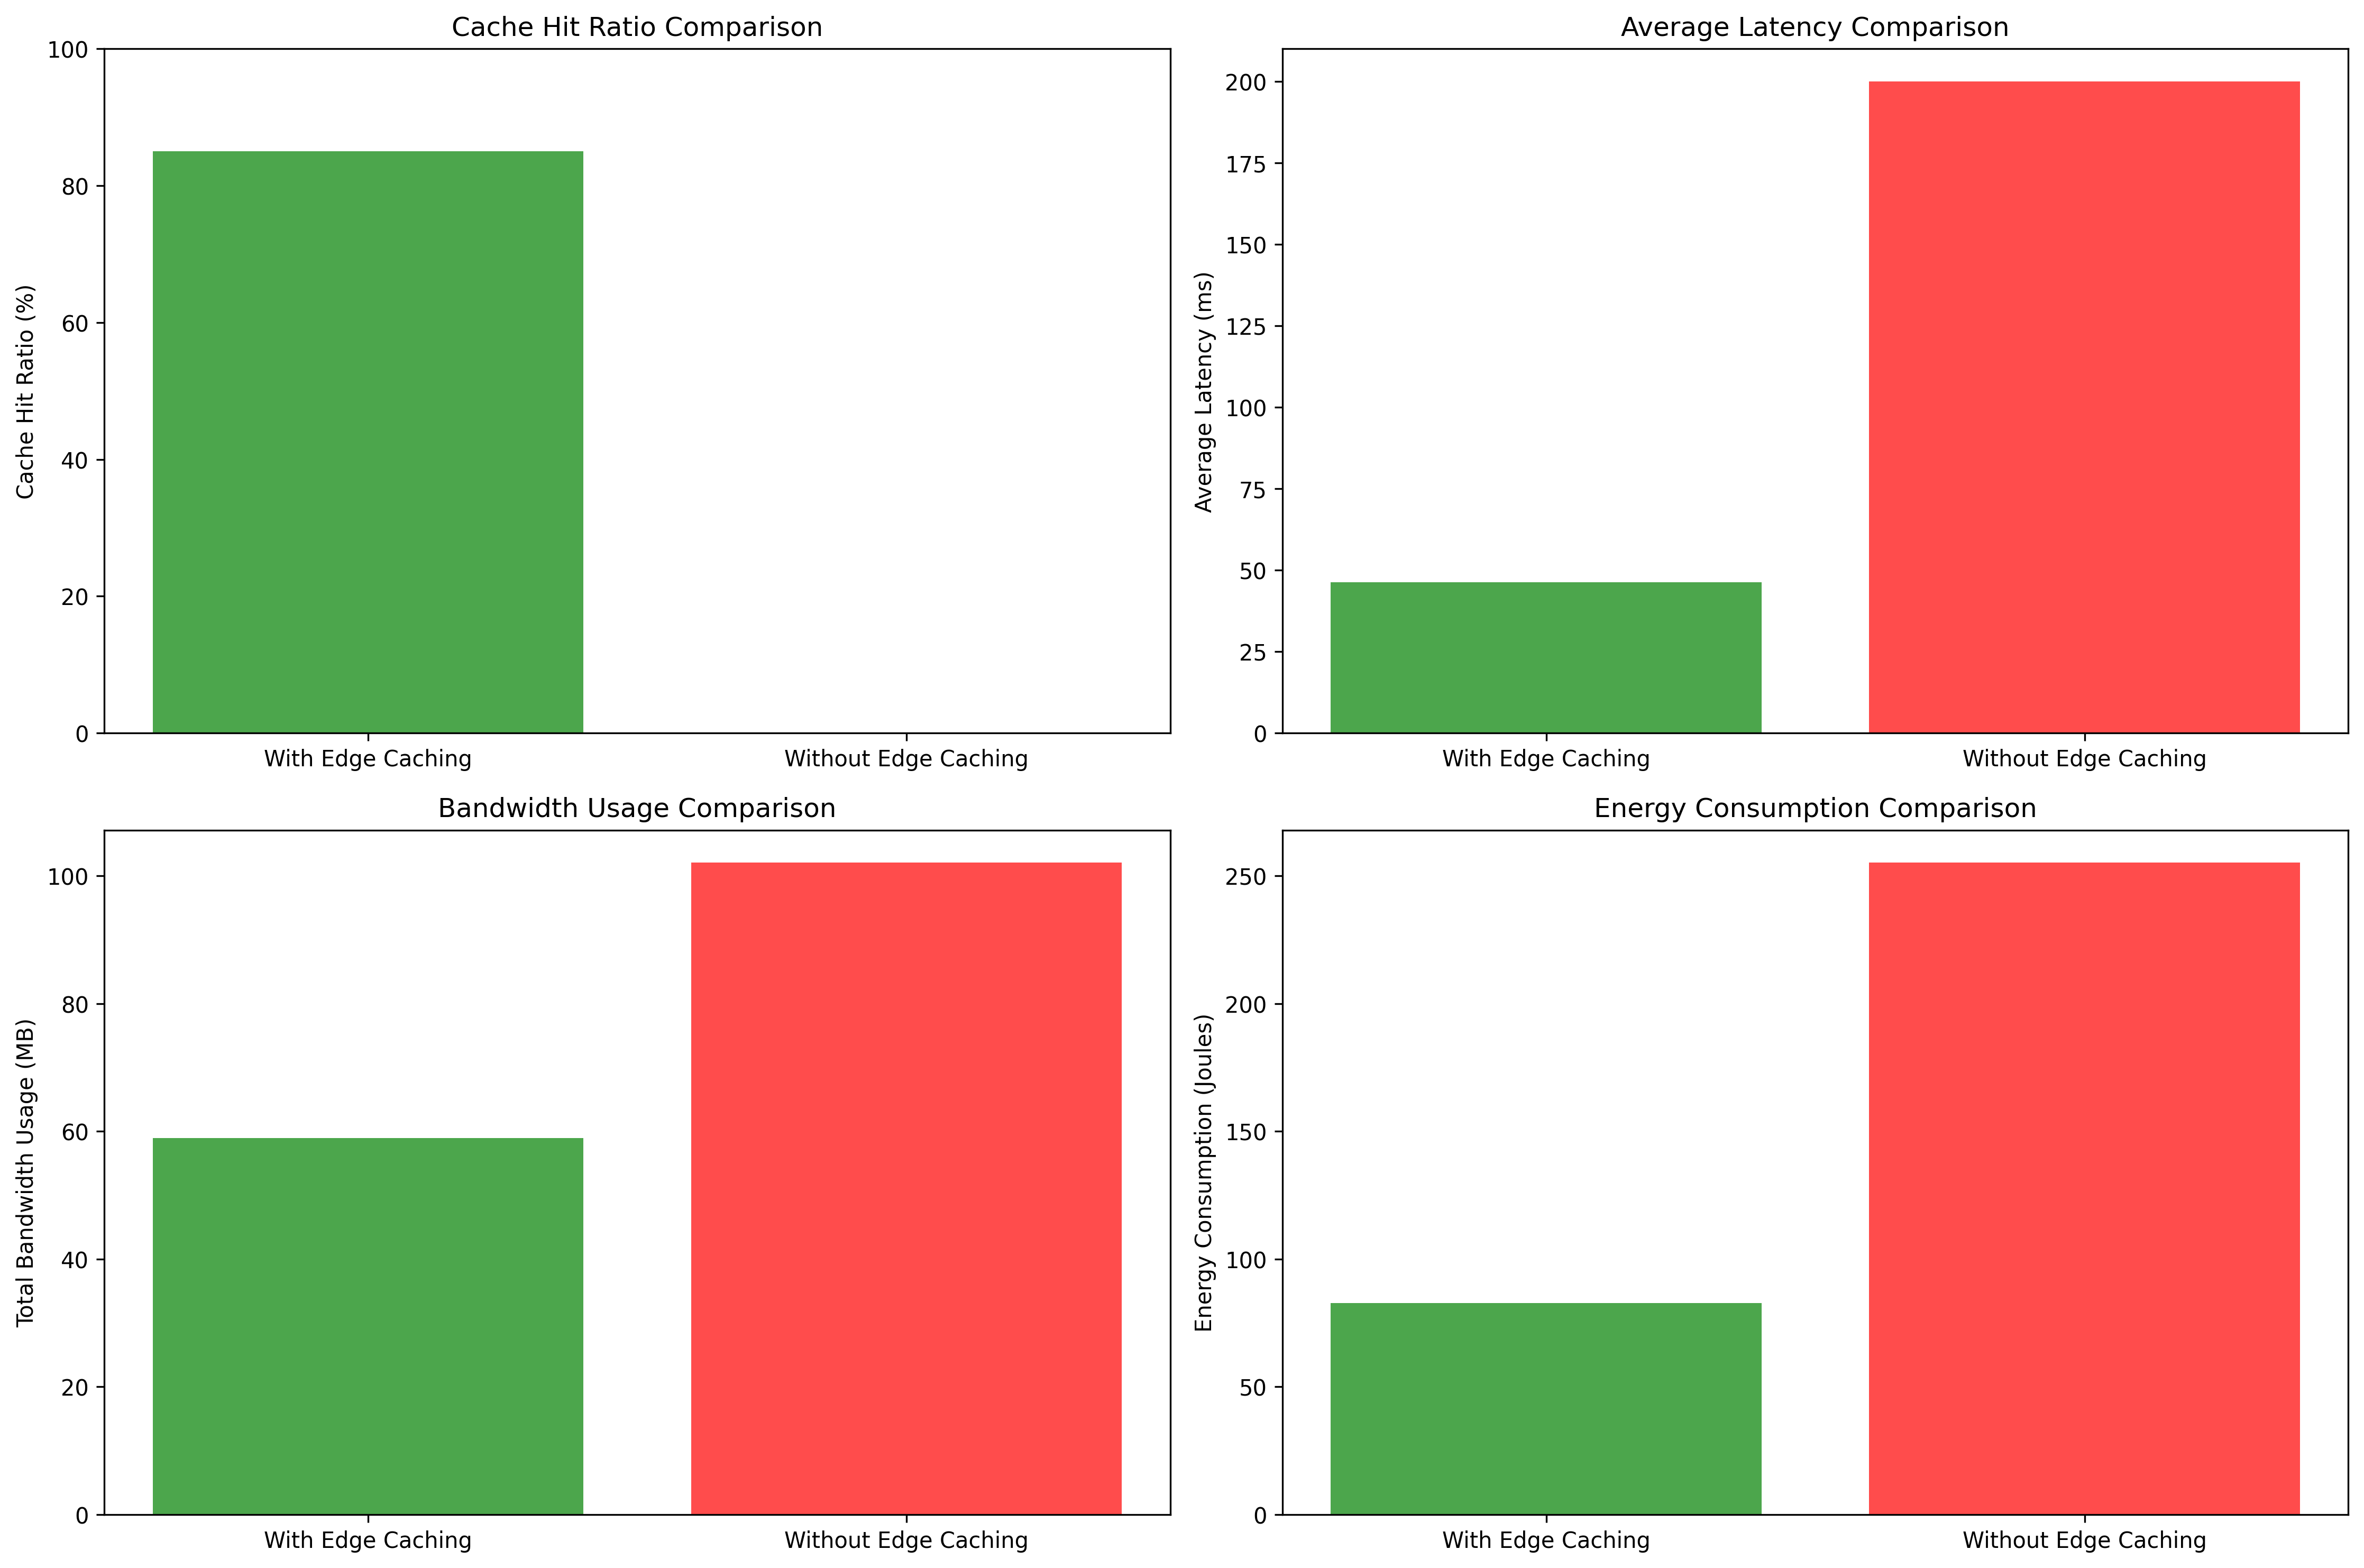 Cache Hit Ratio Comparison
Cache Hit Ratio (%)
100
80
60
40
20
0
With Edge Caching
Without Edge Caching
Average Latency Comparison
Average Latency (ms)
200
175
150
125
100
75
50
25
0
With Edge Caching
Without Edge Caching
Bandwidth Usage Comparison
Total Bandwidth Usage (MB)
100
80
60
40
20
0
With Edge Caching
Without Edge Caching
Energy Consumption Comparison
Energy Consumption (Joules)
250
200
150
100
50
0
With Edge Caching
Without Edge Caching